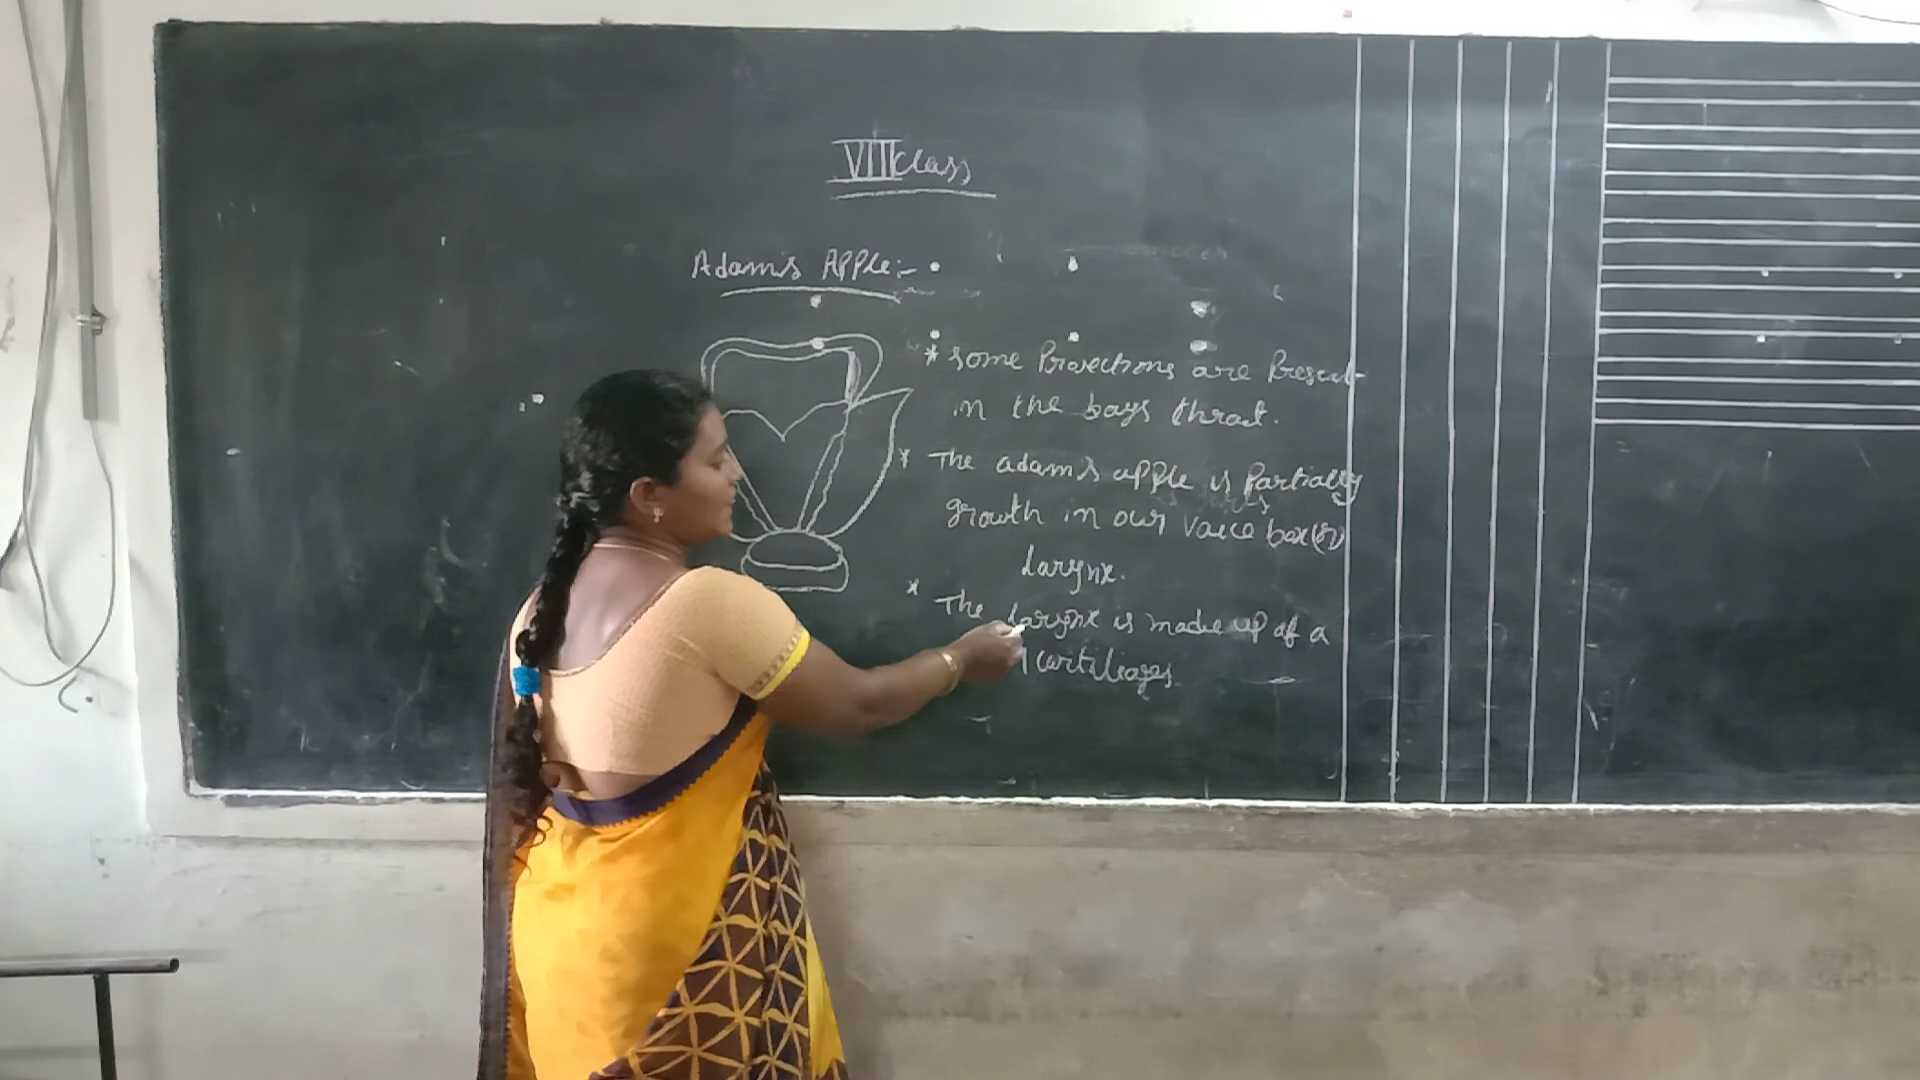 VIII class
Adam's Apple:-
* Some Projections are Present
in the boys throat.
* The adam's apple is Partially
growth in our voice box (or)
larynx.
* The larynx is made up of a
9 cartilages